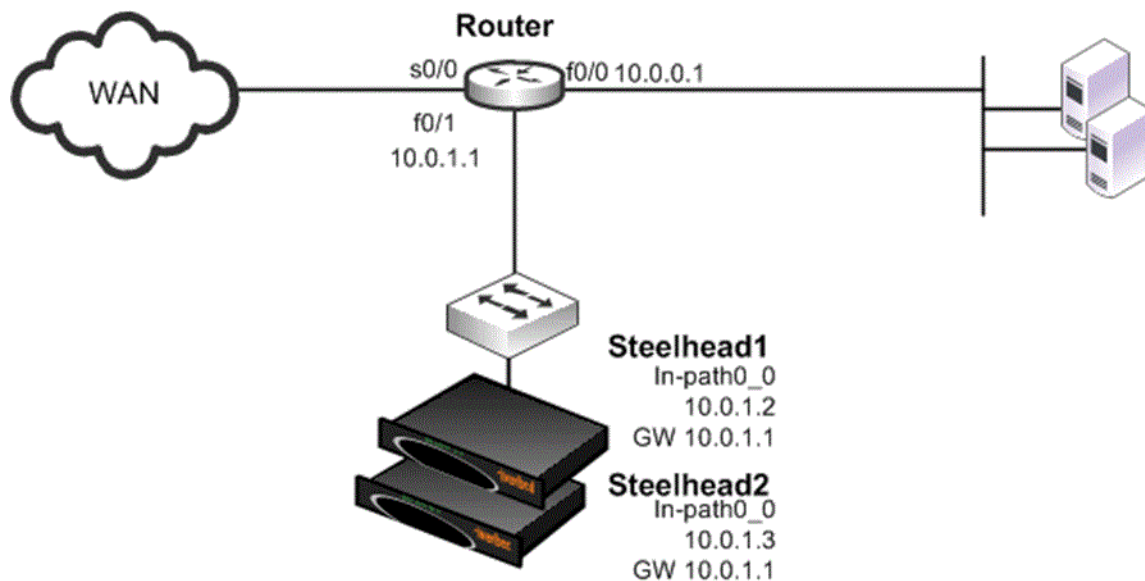 Router
WAN
s0/0
f0/0 10.0.0.1
f0/1
10.0.1.1
Steelhead1
In-path0_0
10.0.1.2
GW 10.0.1.1
Steelhead2
In-path0_0
10.0.1.3
GW 10.0.1.1